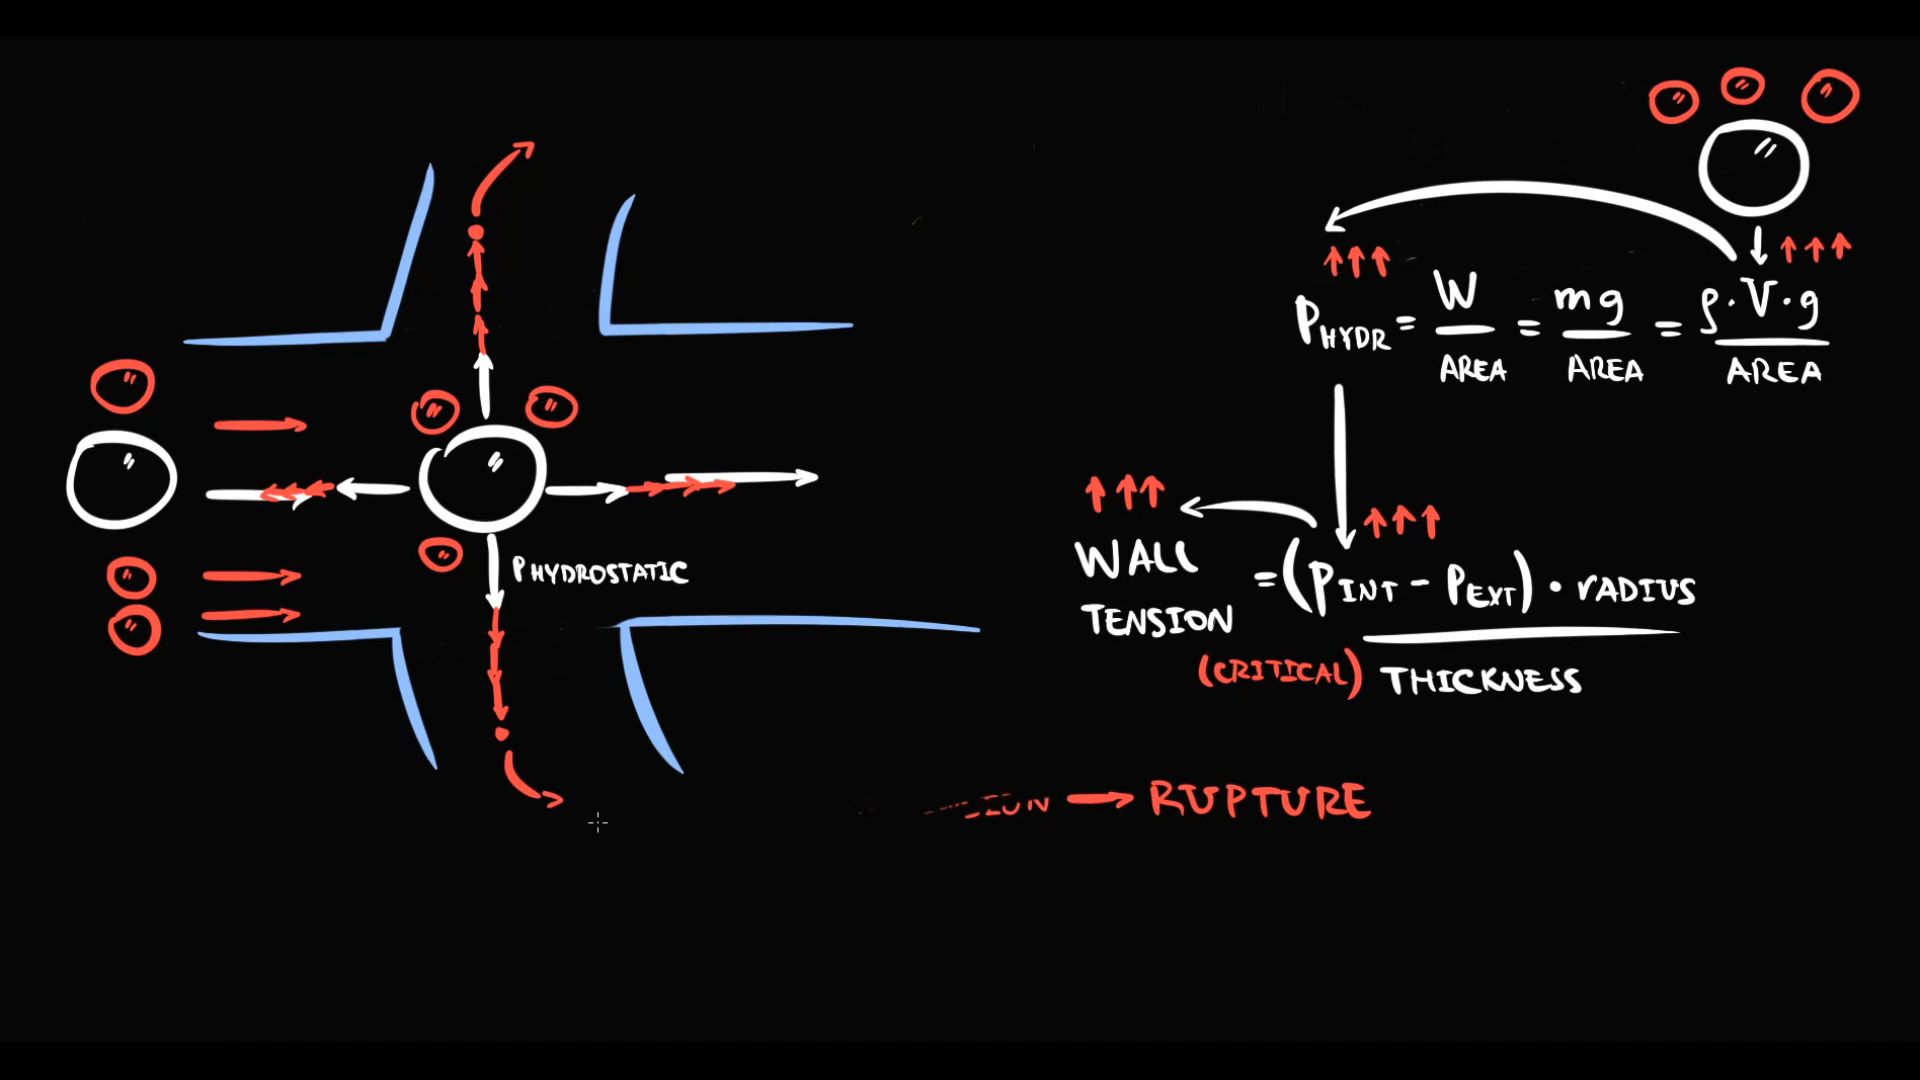 PHYDROSTATIC
↑↑↑
↑↑↑
PHYDR = W/AREA = mg/AREA = ρ·V·g/AREA
↑↑↑ ↑↑↑
WALL TENSION = (PINT - PEXT) · RADIUS / THICKNESS
(CRITICAL)
→ RUPTURE